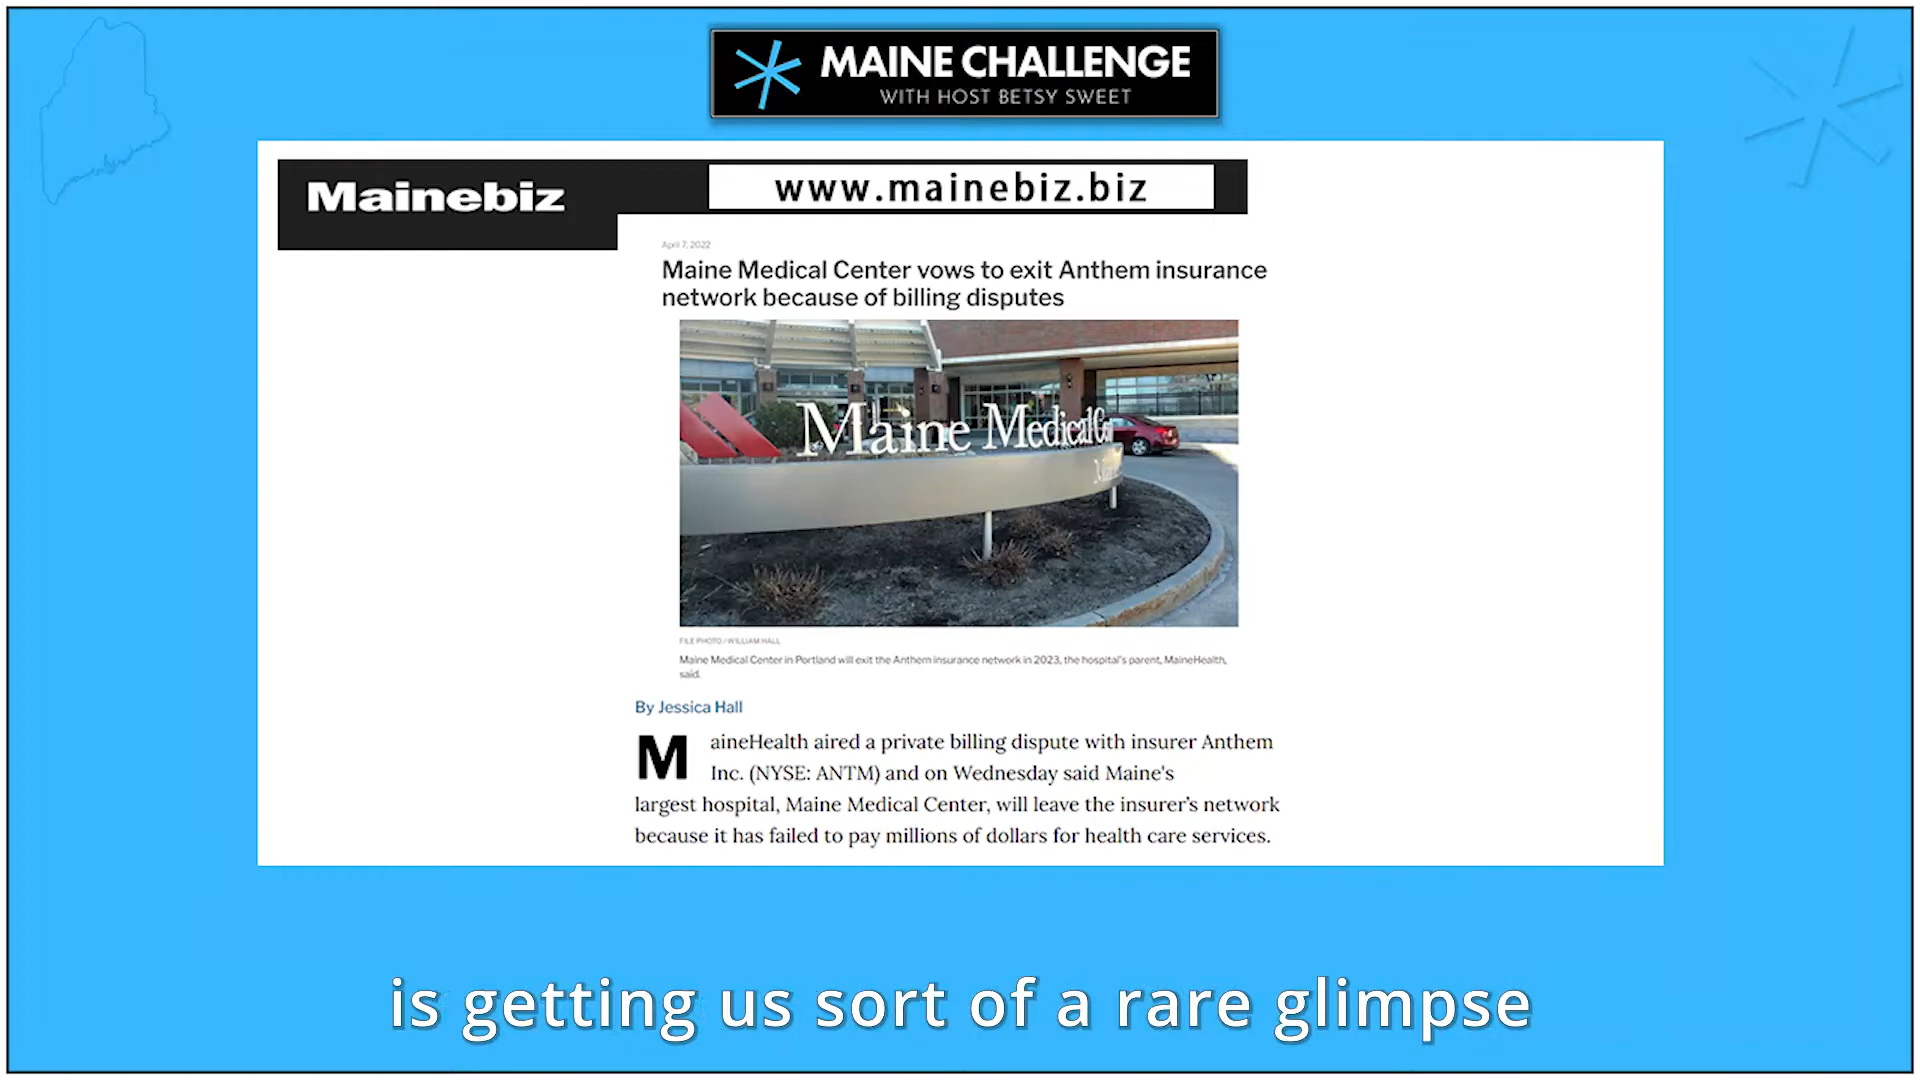 MAINE CHALLENGE
WITH HOST BETSY SWEET
Mainebiz
www.mainebiz.biz
April 7, 2022
Maine Medical Center vows to exit Anthem insurance
network because of billing disputes
Maine Medical
FILE PHOTO / WILLIAM HALL
Maine Medical Center in Portland will exit the Anthem insurance network in 2023, the hospital's parent, MaineHealth,
said.
By Jessica Hall
MaineHealth aired a private billing dispute with insurer Anthem
Inc. (NYSE: ANTM) and on Wednesday said Maine's
largest hospital, Maine Medical Center, will leave the insurer's network
because it has failed to pay millions of dollars for health care services.
is getting us sort of a rare glimpse